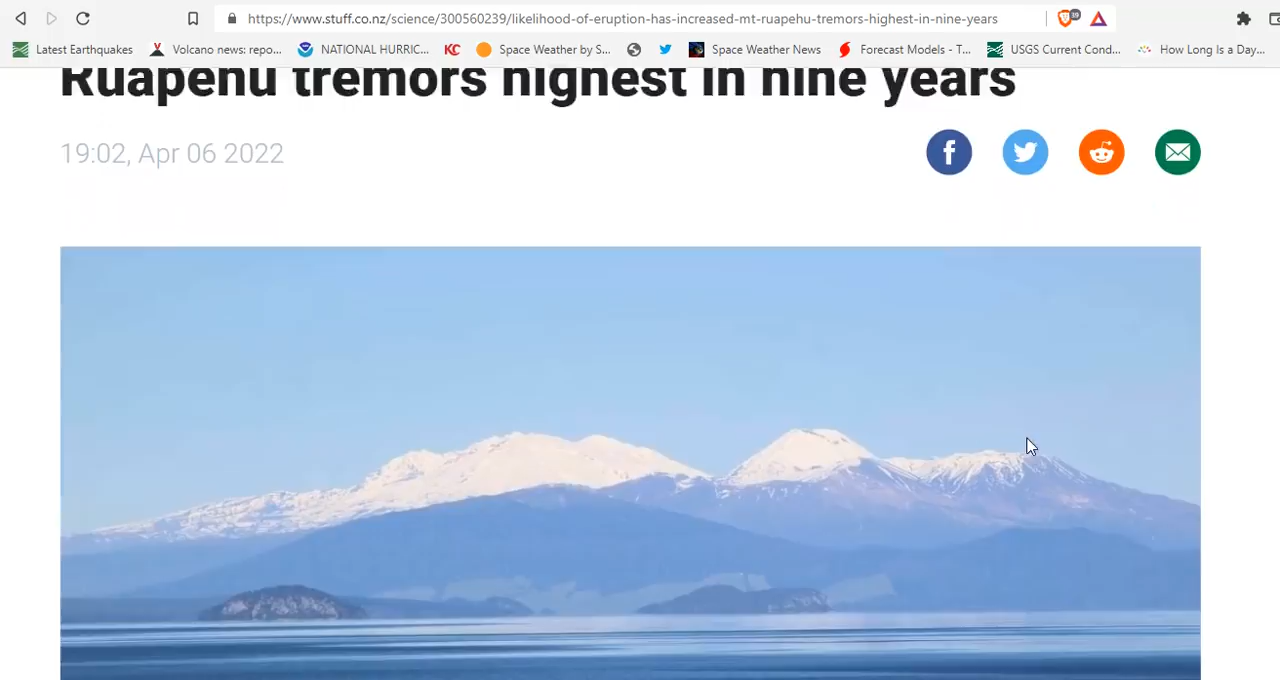 https://www.stuff.co.nz/science/300560239/likelihood-of-eruption-has-increased-mt-ruapehu-tremors-highest-in-nine-years
39
Latest Earthquakes
Volcano news: repo...
NATIONAL HURRIC...
KC
Space Weather by S...
Space Weather News
Forecast Models - T...
USGS Current Cond...
How Long Is a Day...
Ruapehu tremors highest in nine years
19:02, Apr 06 2022